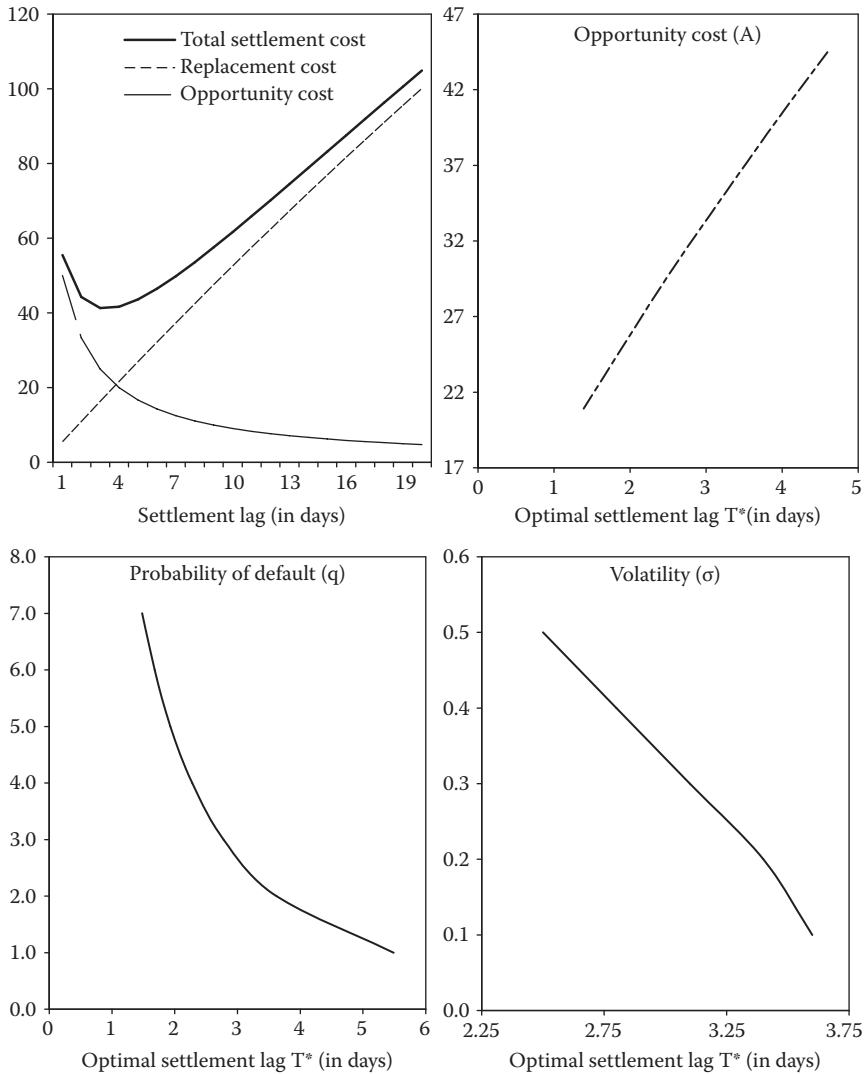 120
100
80
60
40
20
0
Total settlement cost
Replacement cost
Opportunity cost
1 4 7 10 13 16 19
Settlement lag (in days)
47
42
37
32
27
22
17
Opportunity cost (A)
0 1 2 3 4 5
Optimal settlement lag T*(in days)
8.0
7.0
6.0
5.0
4.0
3.0
2.0
1.0
0.0
Probability of default (q)
0 1 2 3 4 5 6
Optimal settlement lag T* (in days)
0.6
0.5
0.4
0.3
0.2
0.1
0.0
Volatility (σ)
2.25 2.75 3.25 3.75
Optimal settlement lag T* (in days)